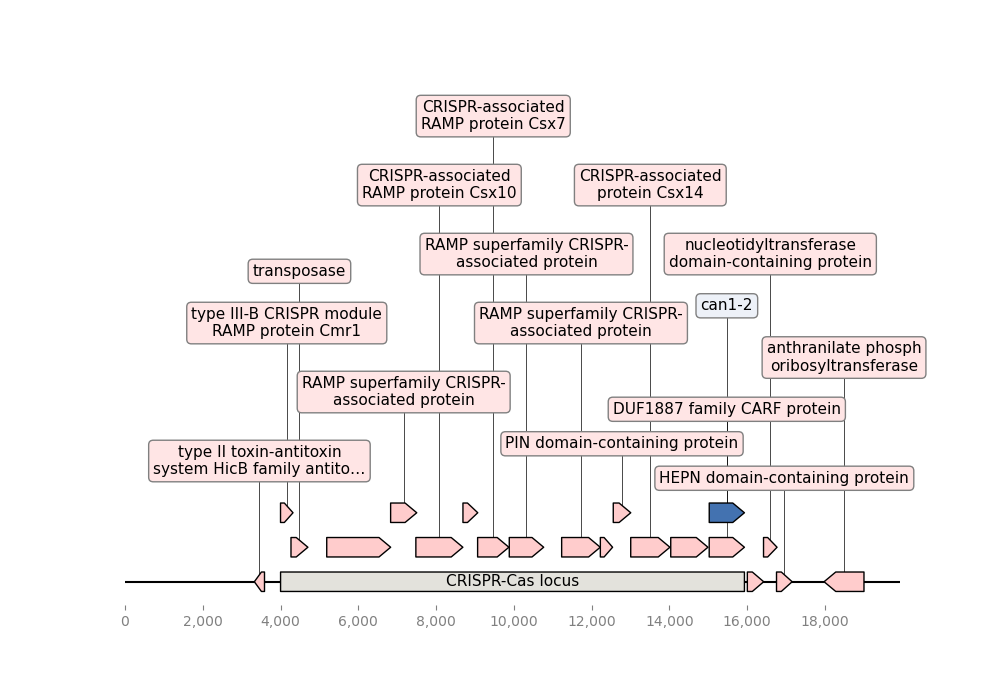 CRISPR-associated
RAMP protein Csx7
CRISPR-associated
RAMP protein Csx10
CRISPR-associated
protein Csx14
RAMP superfamily CRISPR-
associated protein
nucleotidyltransferase
domain-containing protein
transposase
type III-B CRISPR module
RAMP protein Cmr1
RAMP superfamily CRISPR-
associated protein
can1-2
anthranilate phosph
oribosyltransferase
RAMP superfamily CRISPR-
associated protein
DUF1887 family CARF protein
PIN domain-containing protein
type II toxin-antitoxin
system HicB family antito…
HEPN domain-containing protein
CRISPR-Cas locus
0
2,000
4,000
6,000
8,000
10,000
12,000
14,000
16,000
18,000